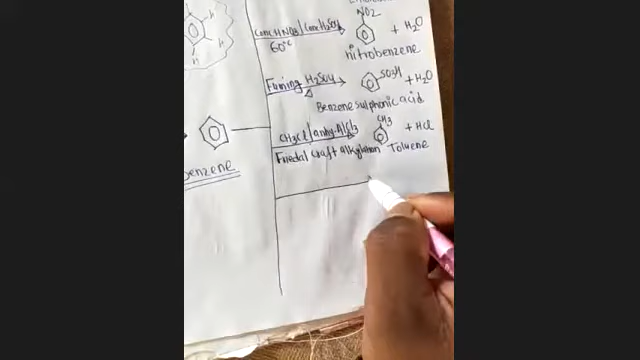 NO2
Conc.HNO3/Conc.H2SO4
+ H2O
60°C
nitrobenzene
Fuming H2SO4
SO3H
+ H2O
Δ
Benzene sulphonic acid
CH3
CH3Cl/anhy.AlCl3
+ HCl
Friedal craft alkylation Toluene
benzene
H
H